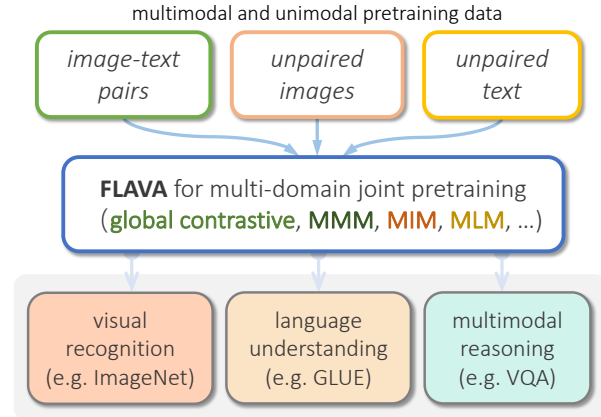 multimodal and unimodal pretraining data
image-text
pairs
unpaired
images
unpaired
text
FLAVA for multi-domain joint pretraining
(global contrastive, MMM, MIM, MLM, ...)
visual
recognition
(e.g. ImageNet)
language
understanding
(e.g. GLUE)
multimodal
reasoning
(e.g. VQA)